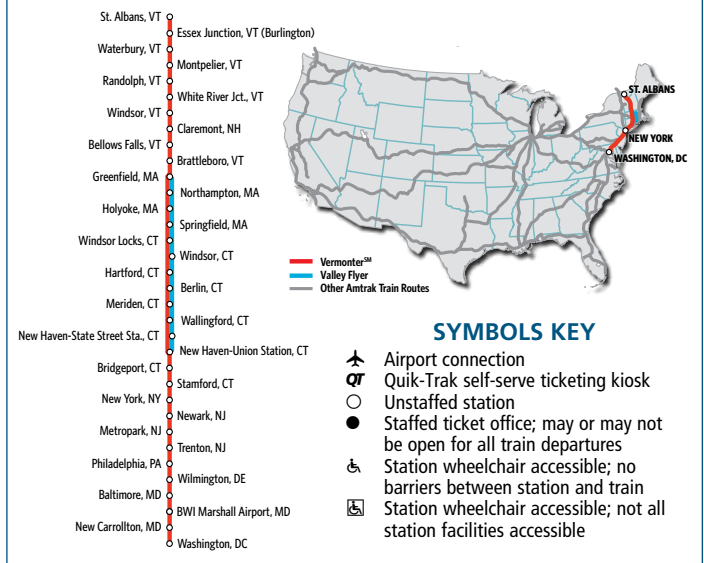 St. Albans, VT
Essex Junction, VT (Burlington)
Waterbury, VT
Montpelier, VT
Randolph, VT
White River Jct., VT
Windsor, VT
Claremont, NH
Bellows Falls, VT
Brattleboro, VT
Greenfield, MA
Northampton, MA
Holyoke, MA
Springfield, MA
Windsor Locks, CT
Windsor, CT
Hartford, CT
Berlin, CT
Meriden, CT
Wallingford, CT
New Haven-State Street Sta., CT
New Haven-Union Station, CT
Bridgeport, CT
Stamford, CT
New York, NY
Newark, NJ
Metropark, NJ
Trenton, NJ
Philadelphia, PA
Wilmington, DE
Baltimore, MD
BWI Marshall Airport, MD
New Carrollton, MD
Washington, DC
ST. ALBANS
NEW YORK
WASHINGTON, DC
Vermonter℠
Valley Flyer
Other Amtrak Train Routes
SYMBOLS KEY
Airport connection
QT Quik-Trak self-serve ticketing kiosk
Unstaffed station
Staffed ticket office; may or may not
be open for all train departures
Station wheelchair accessible; no
barriers between station and train
Station wheelchair accessible; not all
station facilities accessible